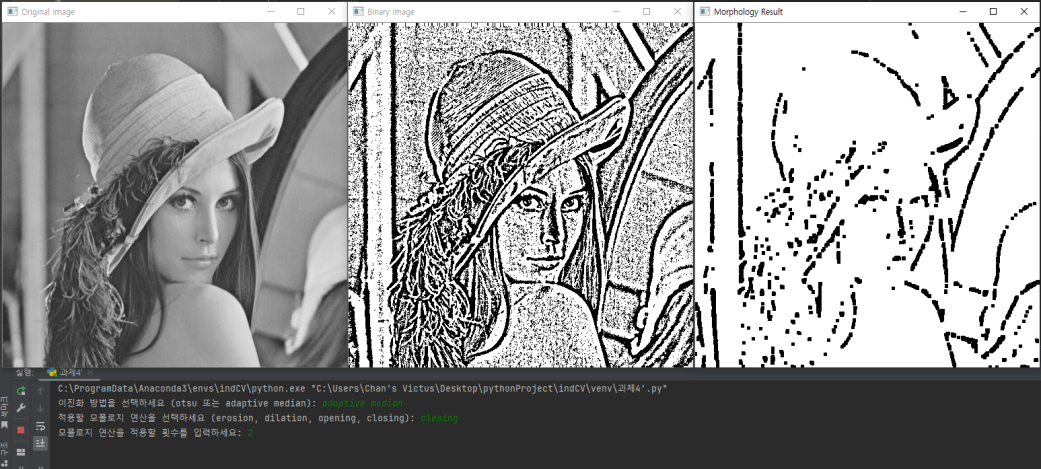 Original Image
Binary Image
Morphology Result
실행: 과제4'
C:\ProgramData\Anaconda3\envs\indCV\python.exe "C:\Users\Chan's Victus\Desktop\pythonProject\indCV\venv\과제4'.py"
이진화 방법을 선택하세요 (otsu 또는 adaptive median): adaptive median
적용할 모폴로지 연산을 선택하세요 (erosion, dilation, opening, closing): closing
모폴로지 연산을 적용할 횟수를 입력하세요: 2